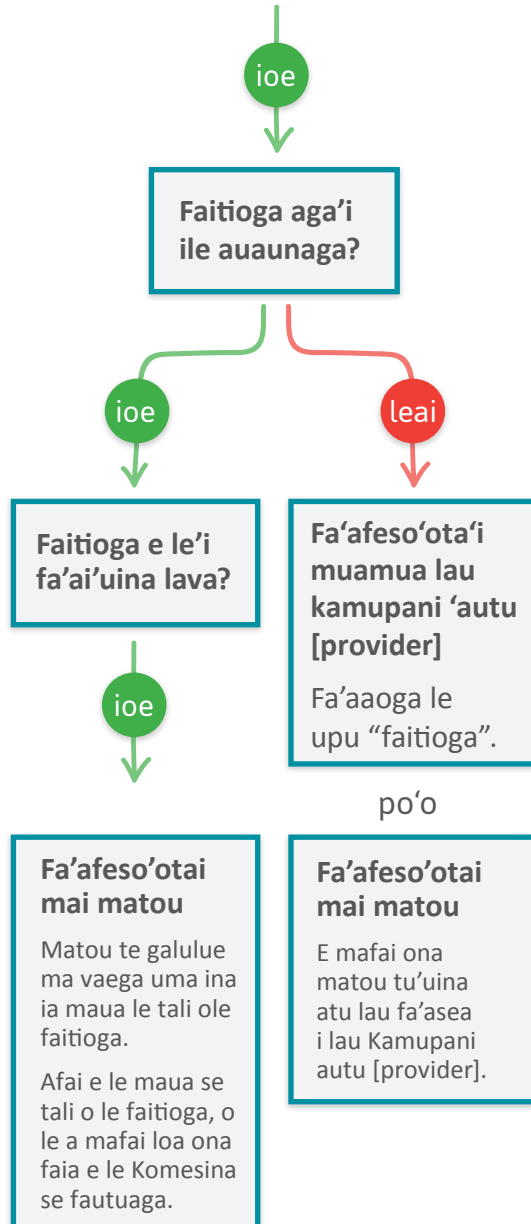 ioe
Faitioga aga’i
ile auaunaga?
ioe
leai
Faitioga e le’i
fa’ai’uina lava?
Fa‘afeso‘ota‘i
muamua lau
kamupani ‘autu
[provider]
Fa’aaoga le
upu “faitioga”.
ioe
po‘o
Fa’afeso’otai
mai matou
Matou te galulue
ma vaega uma ina
ia maua le tali ole
faitioga.
Afai e le maua se
tali o le faitioga, o
le a mafai loa ona
faia e le Komesina
se fautuaga.
Fa’afeso’otai
mai matou
E mafai ona
matou tu’uina
atu lau fa’asea
i lau Kamupani
autu [provider].